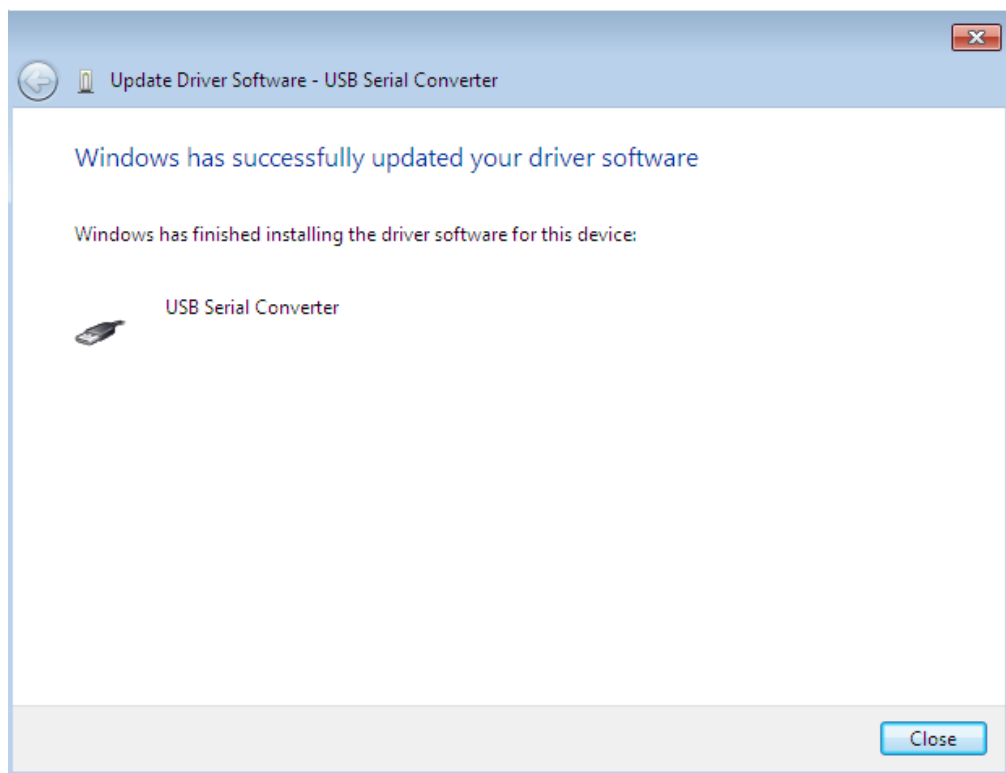 Update Driver Software - USB Serial Converter
Windows has successfully updated your driver software
Windows has finished installing the driver software for this device:
USB Serial Converter
Close